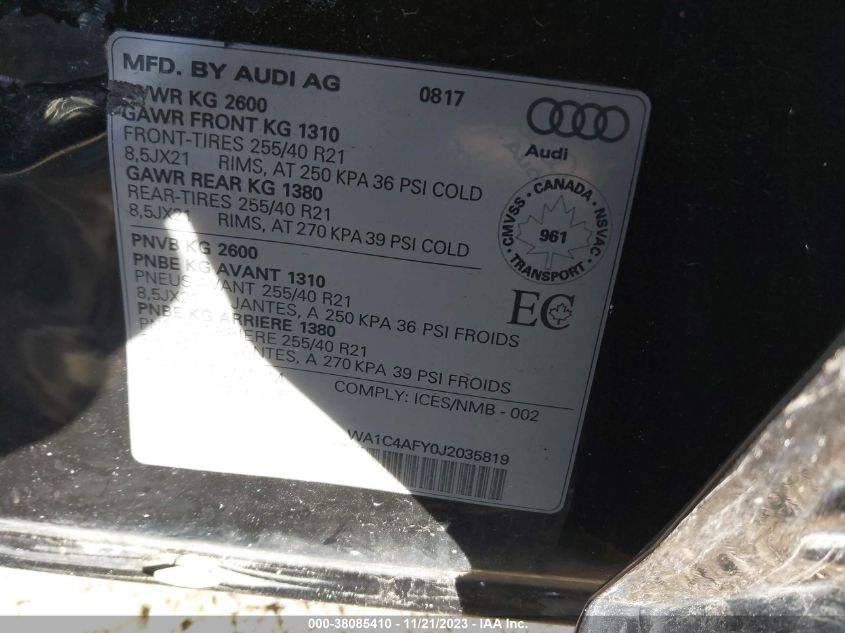 MFD. BY AUDI AG
0817
Audi
KG 2600
GAWR FRONT KG 1310
FRONT-TIRES 255/40 R21
8,5JX21 RIMS, AT 250 KPA 36 PSI COLD
GAWR REAR KG 1380
REAR-TIRES 255/40 R21
8,5JX21 RIMS, AT 270 KPA 39 PSI COLD
CMVSS · CANADA · NSVAC · TRANSPORT ·
961
PNVB KG 2600
PNBE KG AVANT 1310
PNEUS AVANT 255/40 R21
JANTES, A 250 KPA 36 PSI FROIDS
PNBE KG ARRIERE 1380
255/40 R21
A 270 KPA 39 PSI FROIDS
EC
COMPLY: ICES/NMB - 002
WA1C4AFY0J2035819
000-38085410 - 11/21/2023 - IAA Inc.